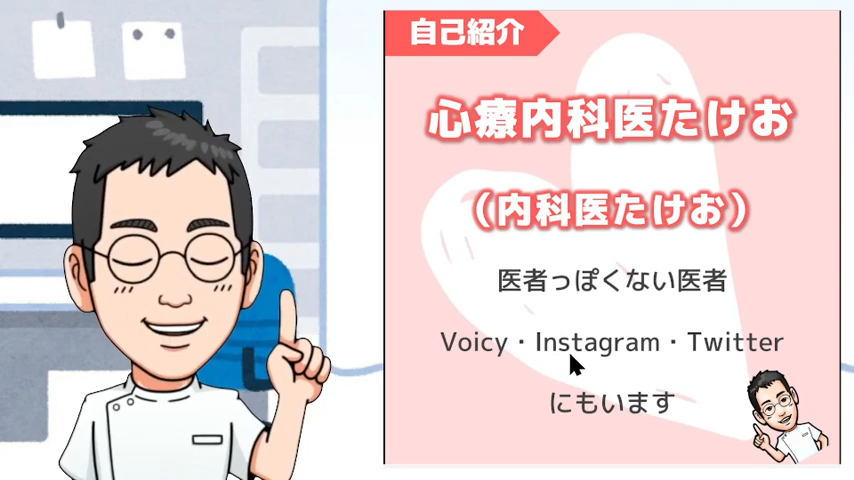 自己紹介
心療内科医たけお
（内科医たけお）
医者っぽくない医者
Voicy・Instagram・Twitter
にもいます